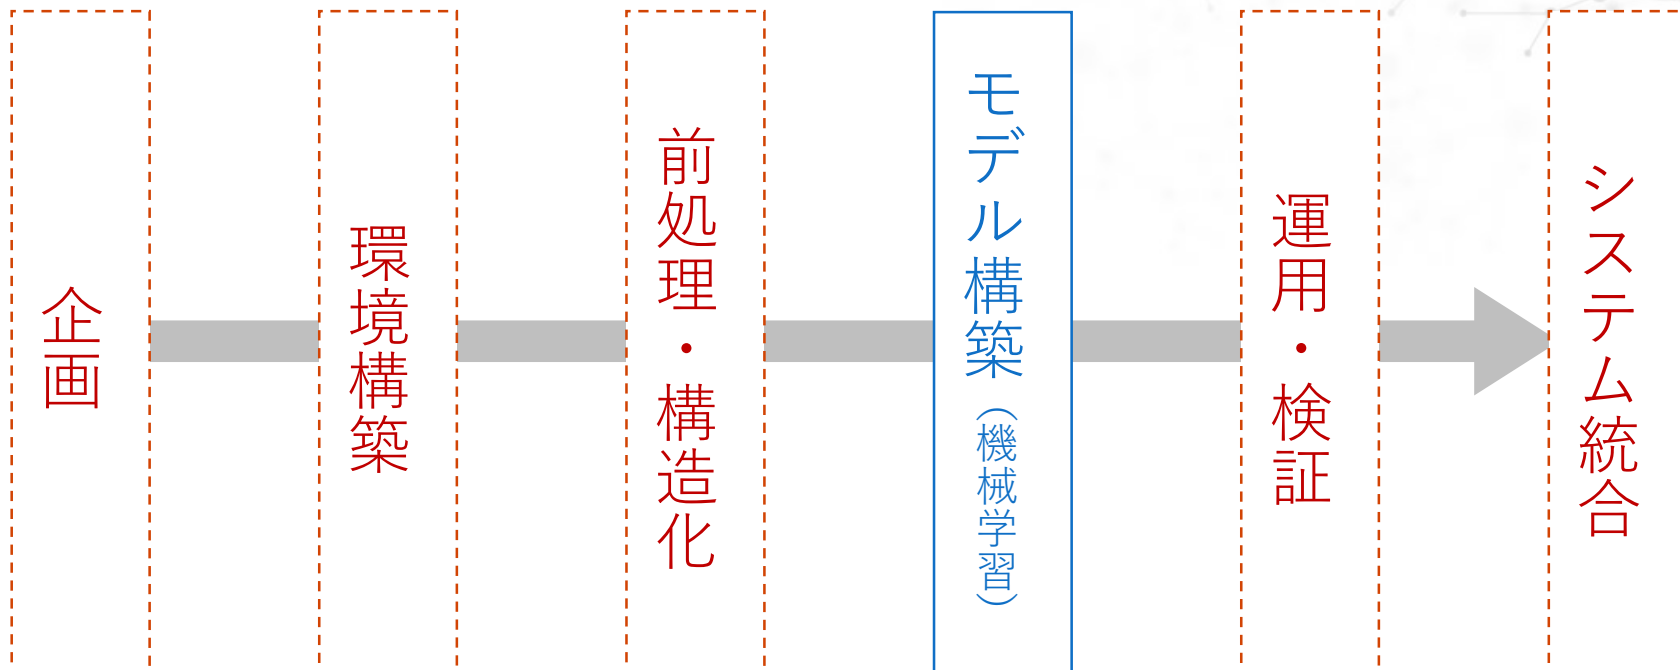 企画
環境構築
前処理・構造化
モデル構築（機械学習）
運用・検証
システム統合